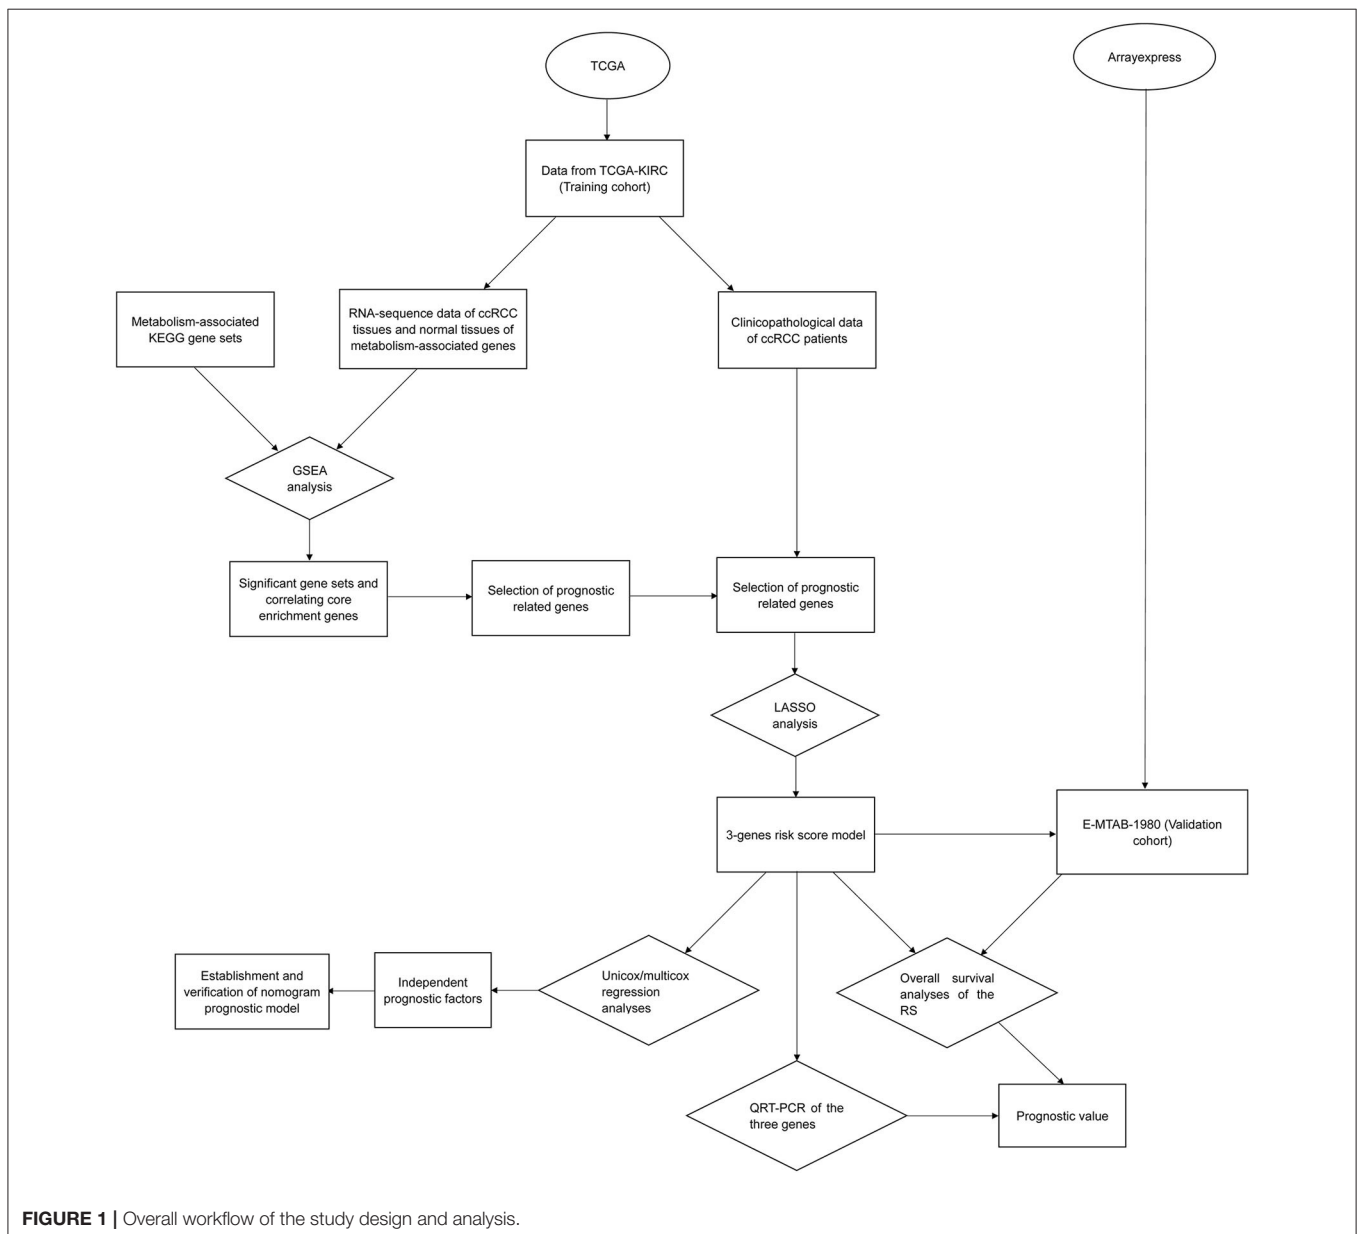 TCGA
Arrayexpress
Data from TCGA-KIRC
(Training cohort)
Metabolism-associated
KEGG gene sets
RNA-sequence data of ccRCC
tissues and normal tissues of
metabolism-associated genes
Clinicopathological data
of ccRCC patients
GSEA
analysis
Significant gene sets and
correlating core
enrichment genes
Selection of prognostic
related genes
Selection of prognostic
related genes
LASSO
analysis
3-genes risk score model
E-MTAB-1980 (Validation
cohort)
Establishment and
verification of nomogram
prognostic model
Independent
prognostic factors
Unicox/multicox
regression
analyses
Overall survival
analyses of the
RS
QRT-PCR of the
three genes
Prognostic value
FIGURE 1 | Overall workflow of the study design and analysis.